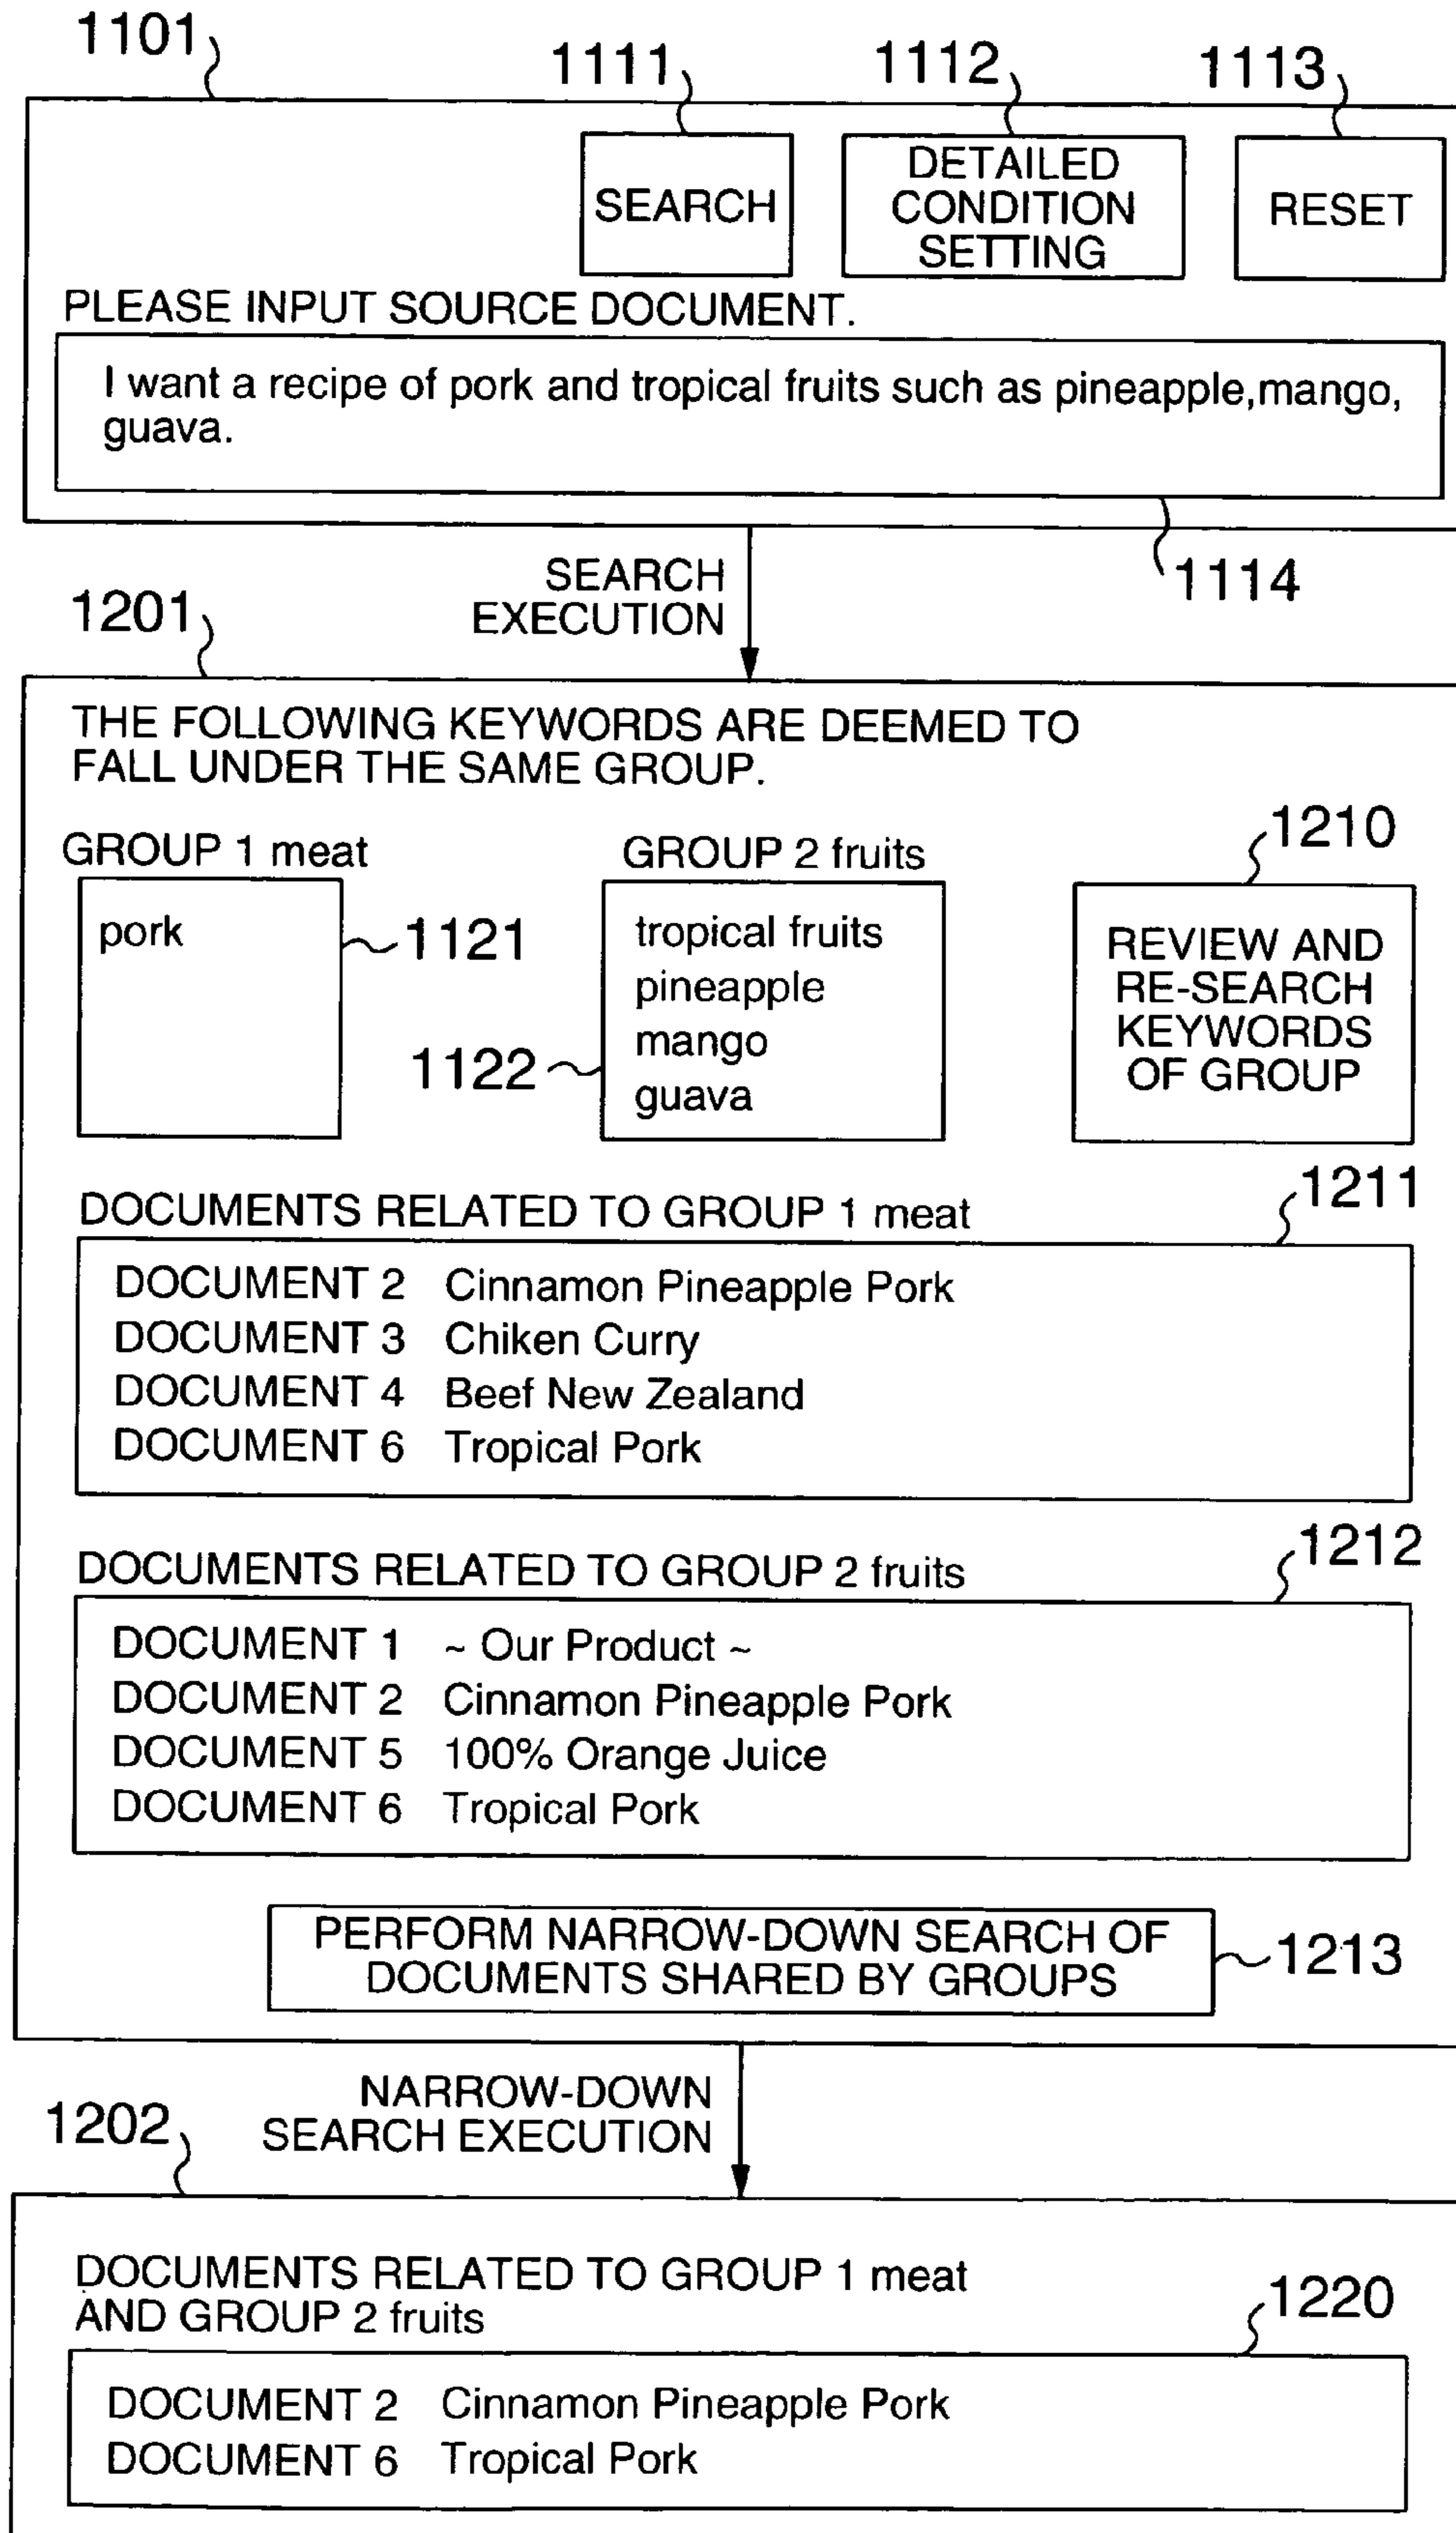 1101
1111
1112
1113
SEARCH
DETAILED
CONDITION
SETTING
RESET
PLEASE INPUT SOURCE DOCUMENT.
I want a recipe of pork and tropical fruits such as pineapple,mango,
guava.
1114
SEARCH
EXECUTION
1201
THE FOLLOWING KEYWORDS ARE DEEMED TO
FALL UNDER THE SAME GROUP.
GROUP 1 meat
pork
1121
GROUP 2 fruits
tropical fruits
pineapple
mango
guava
1122
1210
REVIEW AND
RE-SEARCH
KEYWORDS
OF GROUP
DOCUMENTS RELATED TO GROUP 1 meat
1211
DOCUMENT 2 Cinnamon Pineapple Pork
DOCUMENT 3 Chiken Curry
DOCUMENT 4 Beef New Zealand
DOCUMENT 6 Tropical Pork
DOCUMENTS RELATED TO GROUP 2 fruits
1212
DOCUMENT 1 ~ Our Product ~
DOCUMENT 2 Cinnamon Pineapple Pork
DOCUMENT 5 100% Orange Juice
DOCUMENT 6 Tropical Pork
PERFORM NARROW-DOWN SEARCH OF
DOCUMENTS SHARED BY GROUPS
1213
NARROW-DOWN
SEARCH EXECUTION
1202
DOCUMENTS RELATED TO GROUP 1 meat
AND GROUP 2 fruits
1220
DOCUMENT 2 Cinnamon Pineapple Pork
DOCUMENT 6 Tropical Pork